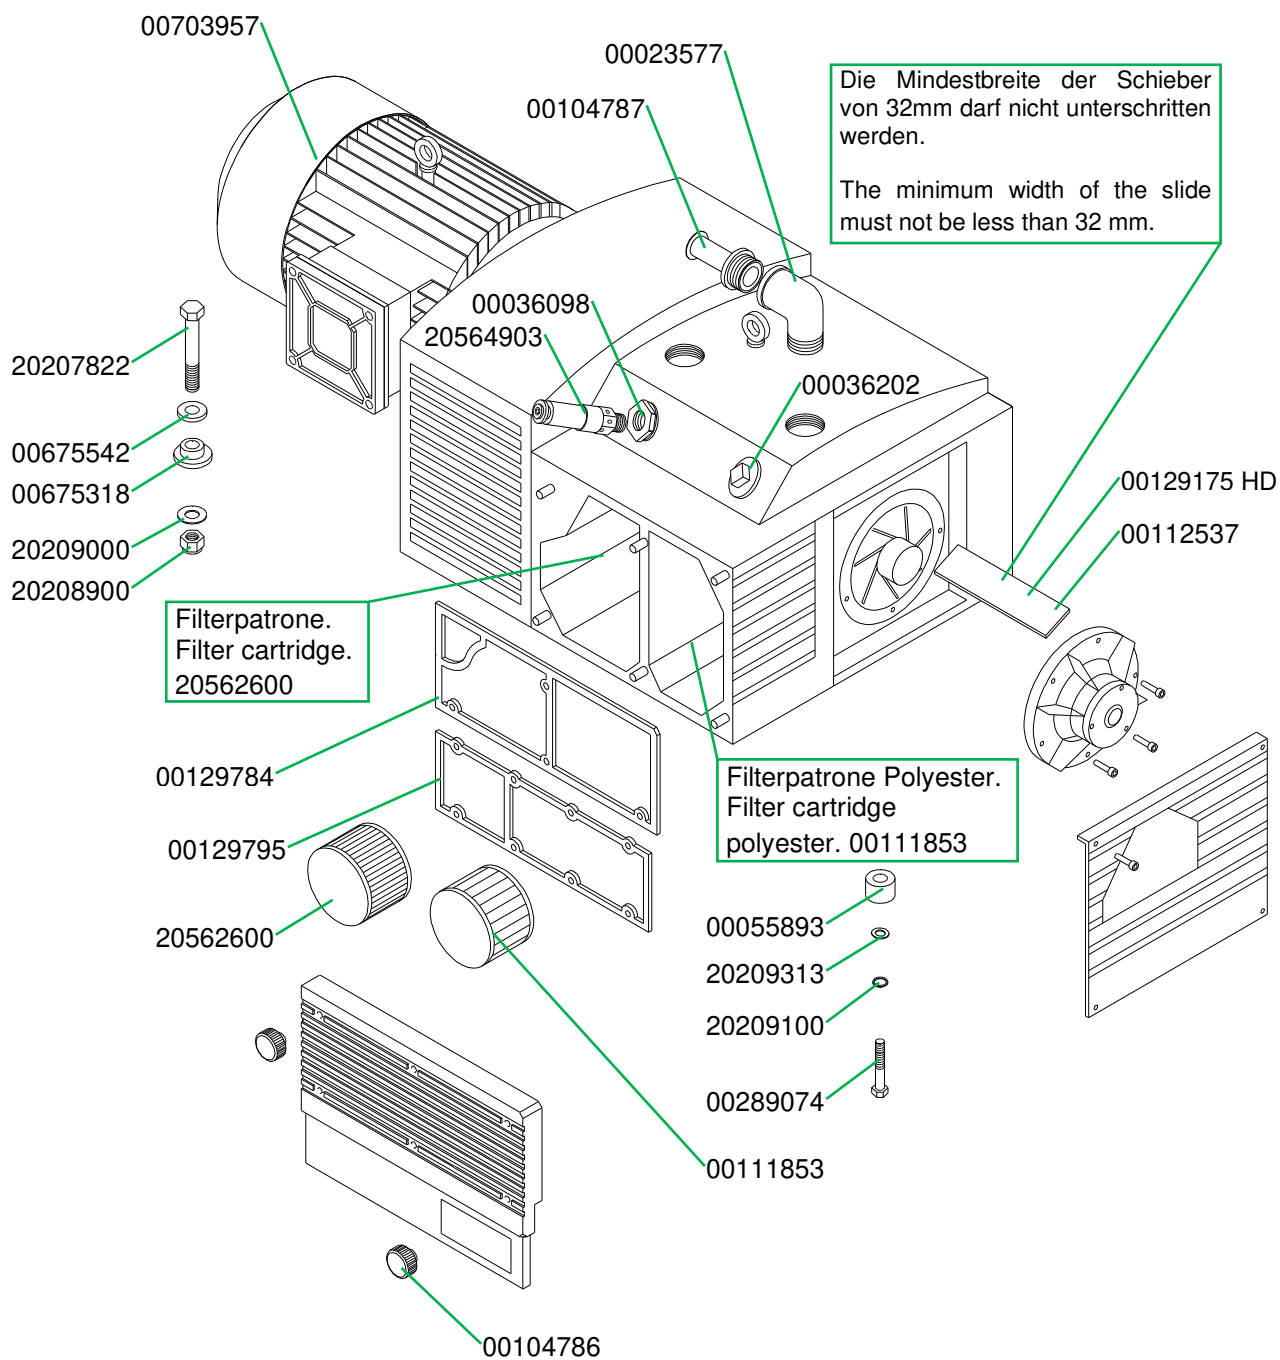 00703957
00023577
00104787
Die Mindestbreite der Schieber
von 32mm darf nicht unterschritten
werden.
The minimum width of the slide
must not be less than 32 mm.
00036098
20564903
20207822
00036202
00675542
00675318
00129175 HD
00112537
20209000
20208900
Filterpatrone.
Filter cartridge.
20562600
00129784
Filterpatrone Polyester.
Filter cartridge
polyester. 00111853
00129795
20562600
00055893
20209313
20209100
00289074
00111853
00104786